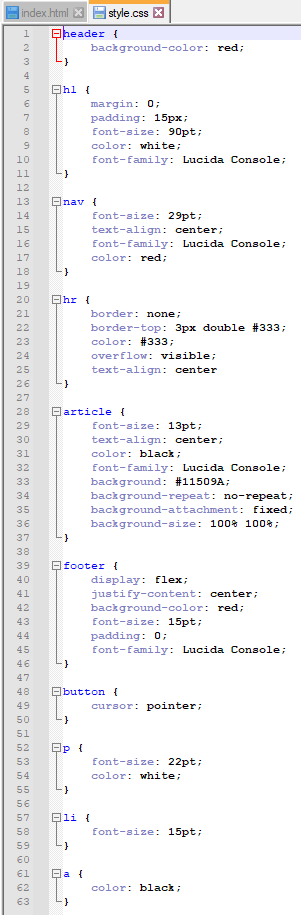 index.html style.css
1 header {
2 background-color: red;
3 }
4
5 h1 {
6 margin: 0;
7 padding: 15px;
8 font-size: 90pt;
9 color: white;
10 font-family: Lucida Console;
11 }
12
13 nav {
14 font-size: 29pt;
15 text-align: center;
16 font-family: Lucida Console;
17 color: red;
18 }
19
20 hr {
21 border: none;
22 border-top: 3px double #333;
23 color: #333;
24 overflow: visible;
25 text-align: center
26 }
27
28 article {
29 font-size: 13pt;
30 text-align: center;
31 color: black;
32 font-family: Lucida Console;
33 background: #11509A;
34 background-repeat: no-repeat;
35 background-attachment: fixed;
36 background-size: 100% 100%;
37 }
38
39 footer {
40 display: flex;
41 justify-content: center;
42 background-color: red;
43 font-size: 15pt;
44 padding: 0;
45 font-family: Lucida Console;
46 }
47
48 button {
49 cursor: pointer;
50 }
51
52 p {
53 font-size: 22pt;
54 color: white;
55 }
56
57 li {
58 font-size: 15pt;
59 }
60
61 a {
62 color: black;
63 }